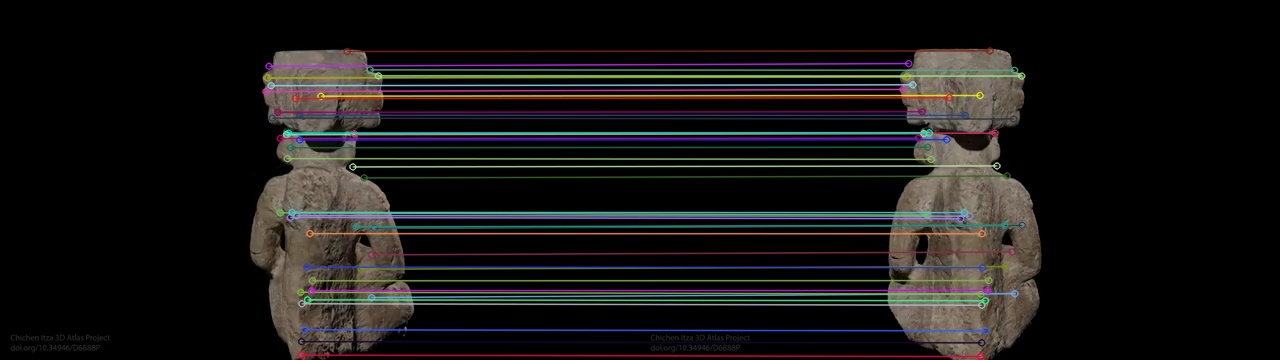 Chichen Itza 3D Atlas Project
doi.org/10.34946/D6B88P
Chichen Itza 3D Atlas Project
doi.org/10.34946/D6B88P